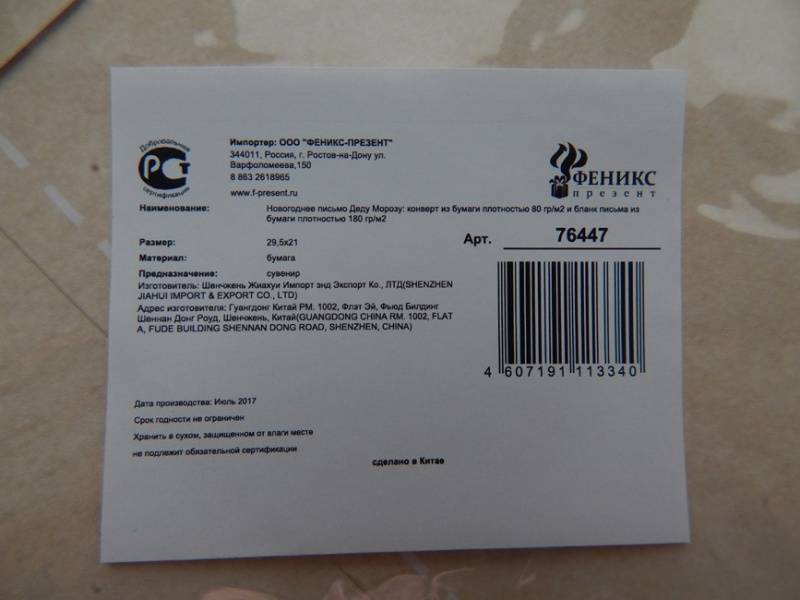 Добровольная
РСТ
сертификация
Импортер: ООО "ФЕНИКС-ПРЕЗЕНТ"
344011, Россия, г. Ростов-на-Дону ул.
Варфоломеева,150
8 863 2618965
www.f-present.ru
ФЕНИКС
презент
Наименование: Новогоднее письмо Деду Морозу: конверт из бумаги плотностью 80 гр/м2 и бланк письма из
бумаги плотностью 180 гр/м2
Размер: 29,5х21
Арт. 76447
Материал: бумага
Предназначение: сувенир
Изготовитель: Шенчжень Жиахуи Импорт энд Экспорт Ко., ЛТД(SHENZHEN
JIAHUI IMPORT & EXPORT CO., LTD)
Адрес изготовителя: Гуангдонг Китай РМ. 1002, Флэт Эй, Фьюд Билдинг
Шеннан Донг Роуд, Шенчжень, Китай(GUANGDONG CHINA RM. 1002, FLAT
A, FUDE BUILDING SHENNAN DONG ROAD, SHENZHEN, CHINA)
4 607191 113340
Дата производства: Июль 2017
Срок годности не ограничен
Хранить в сухом, защищенном от влаги месте
не подлежит обязательной сертификации
сделано в Китае